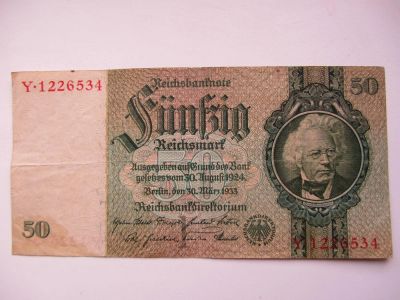 Y·1226534
50
Reichsbanknote
Fünfzig
Reichsmark
Ausgegeben auf Grund des Bank
gesetzes vom 30. August 1924
Berlin, den 30. März 1933
Reichsbankdirektorium
50
Y·1226534